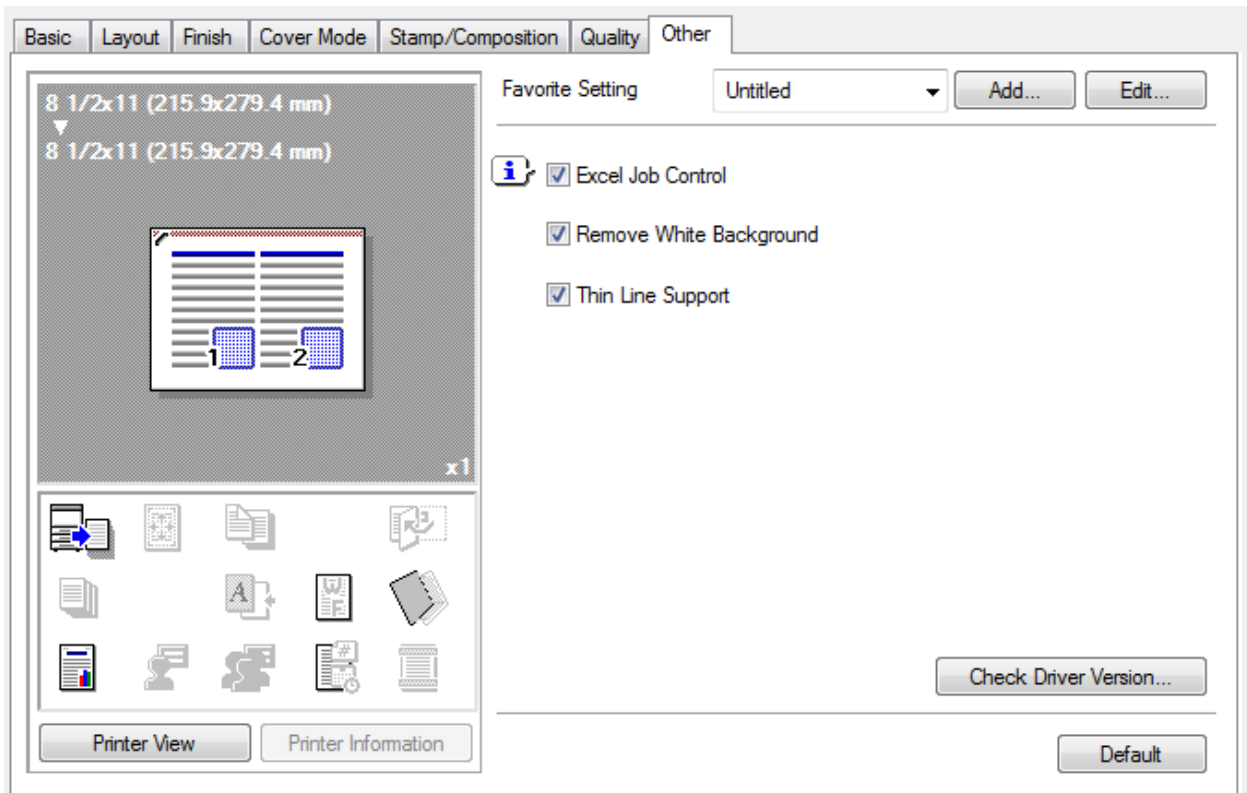 Basic Layout Finish Cover Mode Stamp/Composition Quality Other
8 1/2x11 (215.9x279.4 mm)
8 1/2x11 (215.9x279.4 mm)
1 2
x1
Printer View Printer Information
Favorite Setting Untitled Add... Edit...
Excel Job Control
Remove White Background
Thin Line Support
Check Driver Version...
Default